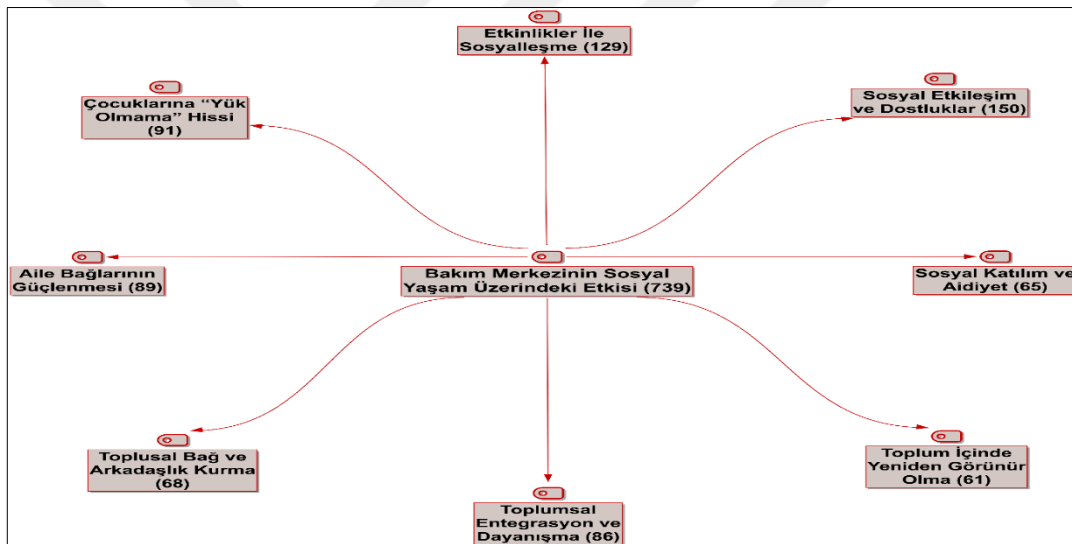 Etkinlikler İle
Sosyalleşme (129)
Çocuklarına “Yük
Olmama” Hissi
(91)
Sosyal Etkileşim
ve Dostluklar (150)
Aile Bağlarının
Güçlenmesi (89)
Bakım Merkezinin Sosyal
Yaşam Üzerindeki Etkisi (739)
Sosyal Katılım ve
Aidiyet (65)
Toplusal Bağ ve
Arkadaşlık Kurma
(68)
Toplumsal
Entegrasyon ve
Dayanışma (86)
Toplum İçinde
Yeniden Görünür
Olma (61)